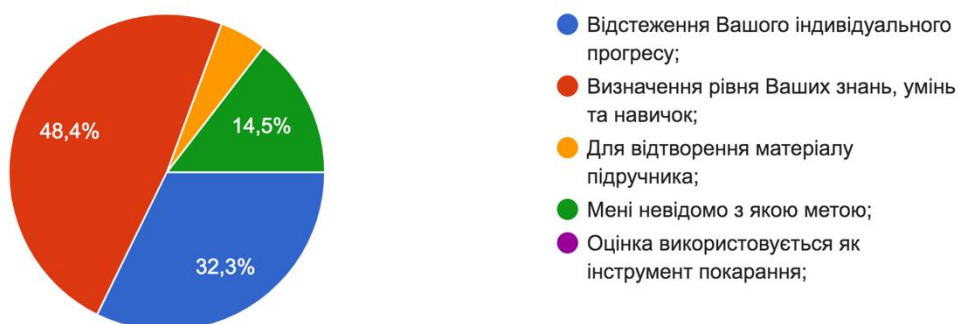 48,4%
14,5%
32,3%
Відстеження Вашого індивідуального
прогресу;
Визначення рівня Ваших знань, умінь
та навичок;
Для відтворення матеріалу
підручника;
Мені невідомо з якою метою;
Оцінка використовується як
інструмент покарання;